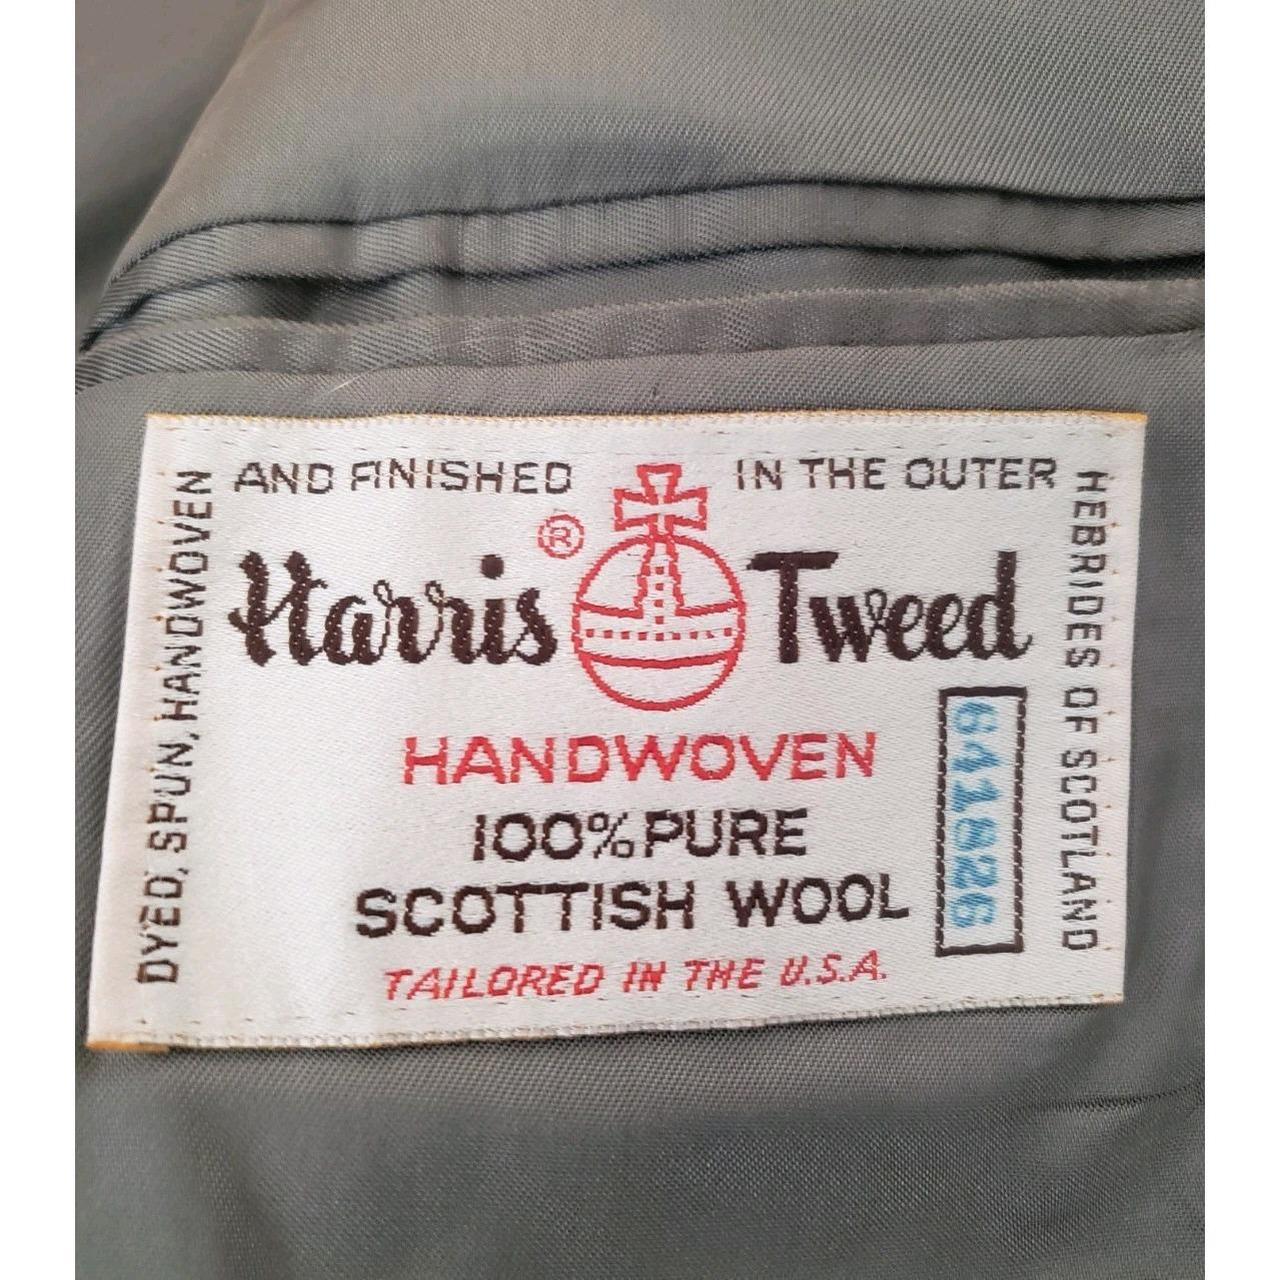 DYED, SPUN, HANDWOVEN
AND FINISHED
IN THE OUTER
HEBRIDES OF SCOTLAND
Harris® Tweed
HANDWOVEN
100% PURE
SCOTTISH WOOL
TAILORED IN THE U.S.A.
641826